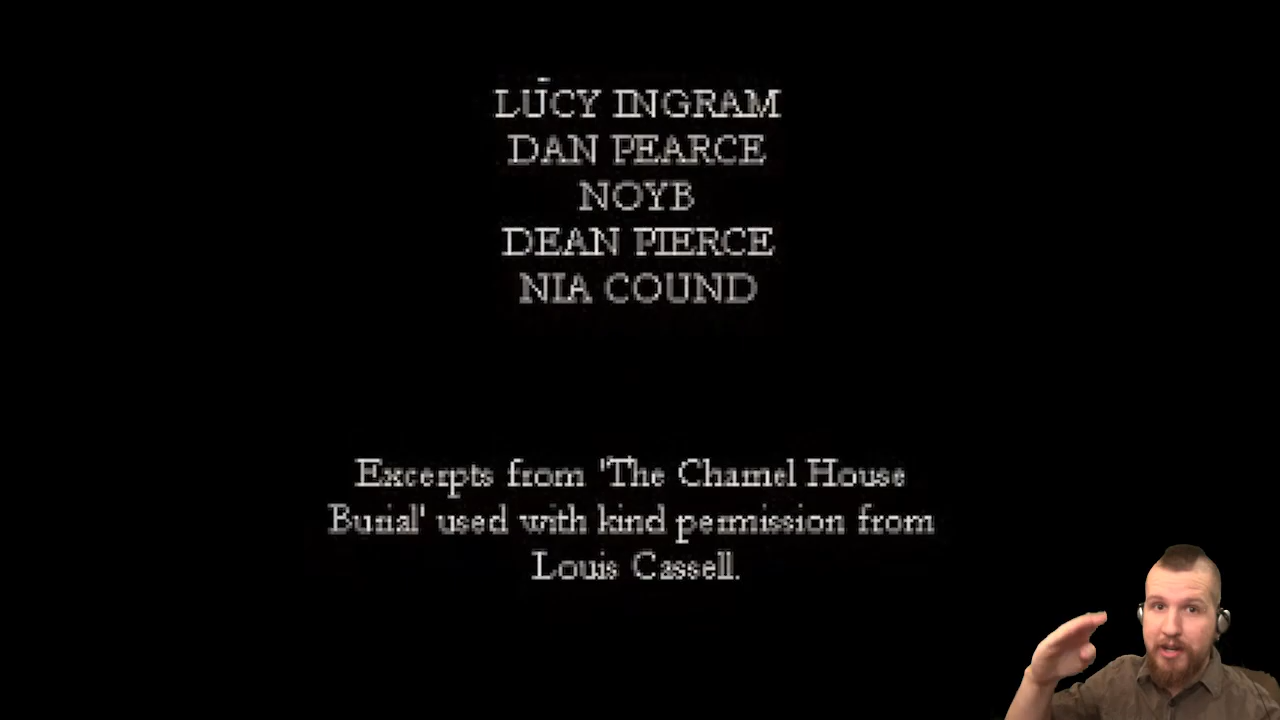 LUCY INGRAM
DAN PEARCE
NOYB
DEAN PIERCE
NIA COUND
Excerpts from 'The Charnel House
Burial' used with kind permission from
Louis Cassell.